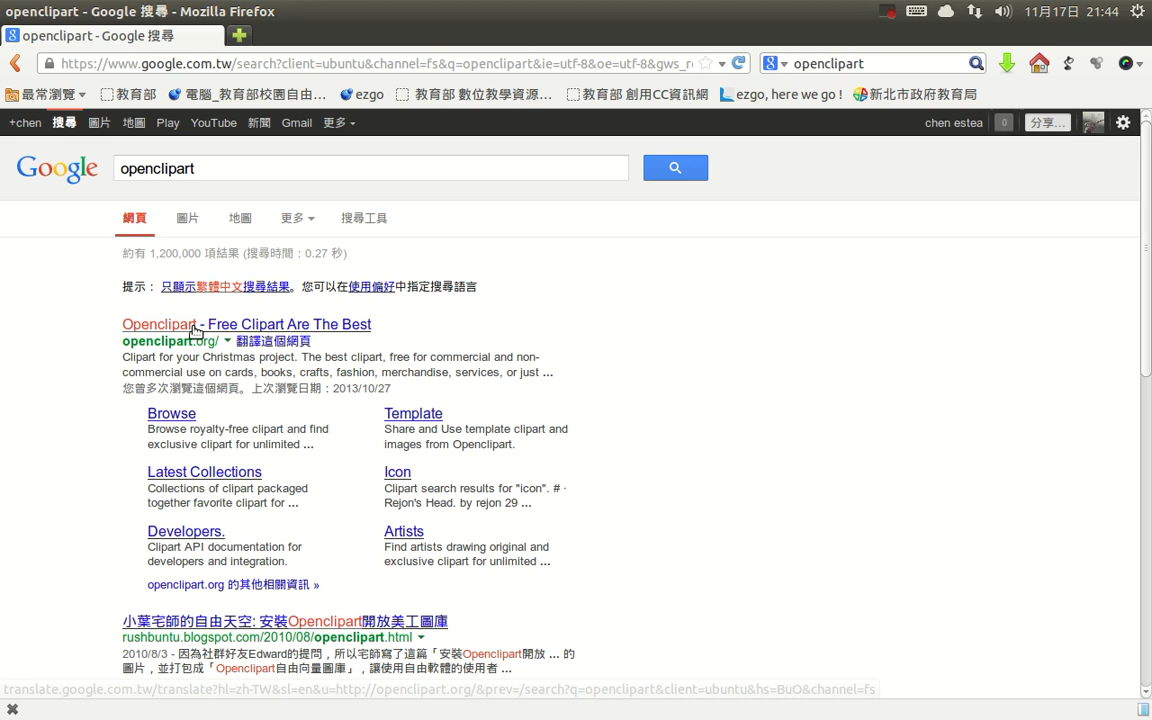 openclipart - Google 搜尋 - Mozilla Firefox
11月17日 21:44
openclipart - Google 搜尋
https://www.google.com.tw/search?client=ubuntu&channel=fs&q=openclipart&ie=utf-8&oe=utf-8&gws_r
openclipart
最常瀏覽 教育部 電腦_教育部校園自由... ezgo 教育部 數位教學資源... 教育部 創用CC資訊網 ezgo, here we go ! 新北市政府教育局
+chen 搜尋 圖片 地圖 Play YouTube 新聞 Gmail 更多 chen estea 0 分享...
Google openclipart
網頁 圖片 地圖 更多 搜尋工具
約有 1,200,000 項結果 (搜尋時間：0.27 秒)
提示： 只顯示繁體中文搜尋結果。您可以在使用偏好中指定搜尋語言
Openclipart - Free Clipart Are The Best
openclipart.org/ 翻譯這個網頁
Clipart for your Christmas project. The best clipart, free for commercial and non-
commercial use on cards, books, crafts, fashion, merchandise, services, or just ...
您曾多次瀏覽這個網頁。上次瀏覽日期：2013/10/27
Browse
Browse royalty-free clipart and find
exclusive clipart for unlimited ...
Template
Share and Use template clipart and
images from Openclipart.
Latest Collections
Collections of clipart packaged
together favorite clipart for ...
Icon
Clipart search results for "icon". # ·
Rejon's Head. by rejon 29 ...
Developers.
Clipart API documentation for
developers and integration.
Artists
Find artists drawing original and
exclusive clipart for unlimited ...
openclipart.org 的其他相關資訊 »
小葉宅師的自由天空: 安裝Openclipart開放美工圖庫
rushbuntu.blogspot.com/2010/08/openclipart.html
2010/8/3 - 因為社群好友Edward的提問，所以宅師寫了這篇「安裝Openclipart開放 ... 的
圖片，並打包成「Openclipart自由向量圖庫」，讓使用自由軟體的使用者 ...
translate.google.com.tw/translate?hl=zh-TW&sl=en&u=http://openclipart.org/&prev=/search?q=openclipart&client=ubuntu&hs=BuO&channel=fs